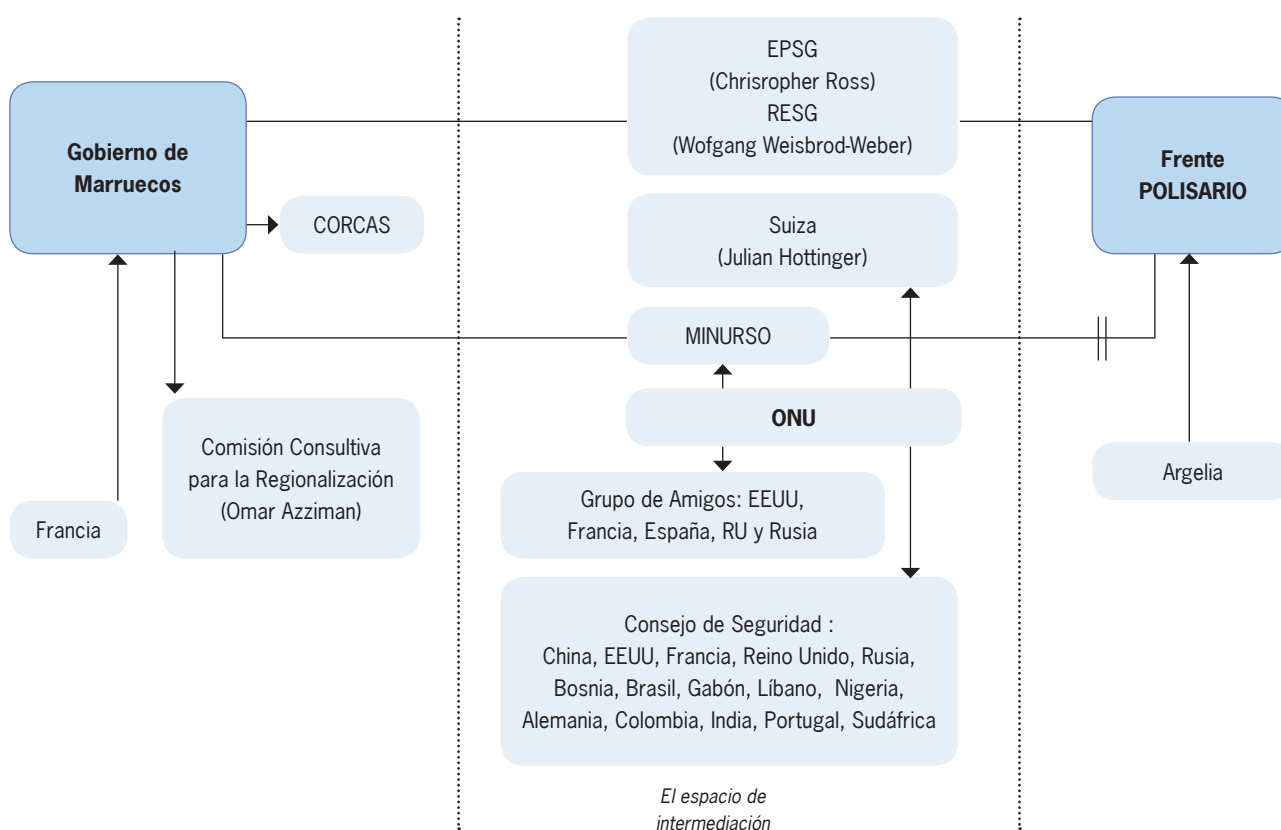 Gobierno de
Marruecos
CORCAS
Comisión Consultiva
para la Regionalización
(Omar Azziman)
Francia
EPSG
(Chrisropher Ross)
RESG
(Wofgang Weisbrod-Weber)
Suiza
(Julian Hottinger)
MINURSO
ONU
Grupo de Amigos: EEUU,
Francia, España, RU y Rusia
Consejo de Seguridad :
China, EEUU, Francia, Reino Unido, Rusia,
Bosnia, Brasil, Gabón, Líbano, Nigeria,
Alemania, Colombia, India, Portugal, Sudáfrica
El espacio de
intermediación
Frente
POLISARIO
Argelia